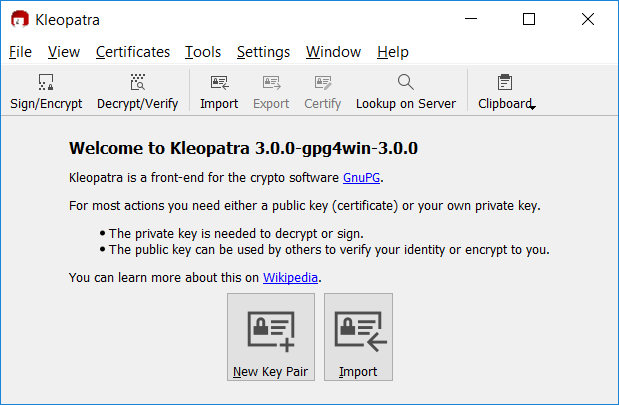 Kleopatra
File View Certificates Tools Settings Window Help
Sign/Encrypt Decrypt/Verify Import Export Certify Lookup on Server Clipboard
Welcome to Kleopatra 3.0.0-gpg4win-3.0.0
Kleopatra is a front-end for the crypto software GnuPG.
For most actions you need either a public key (certificate) or your own private key.
• The private key is needed to decrypt or sign.
• The public key can be used by others to verify your identity or encrypt to you.
You can learn more about this on Wikipedia.
New Key Pair Import